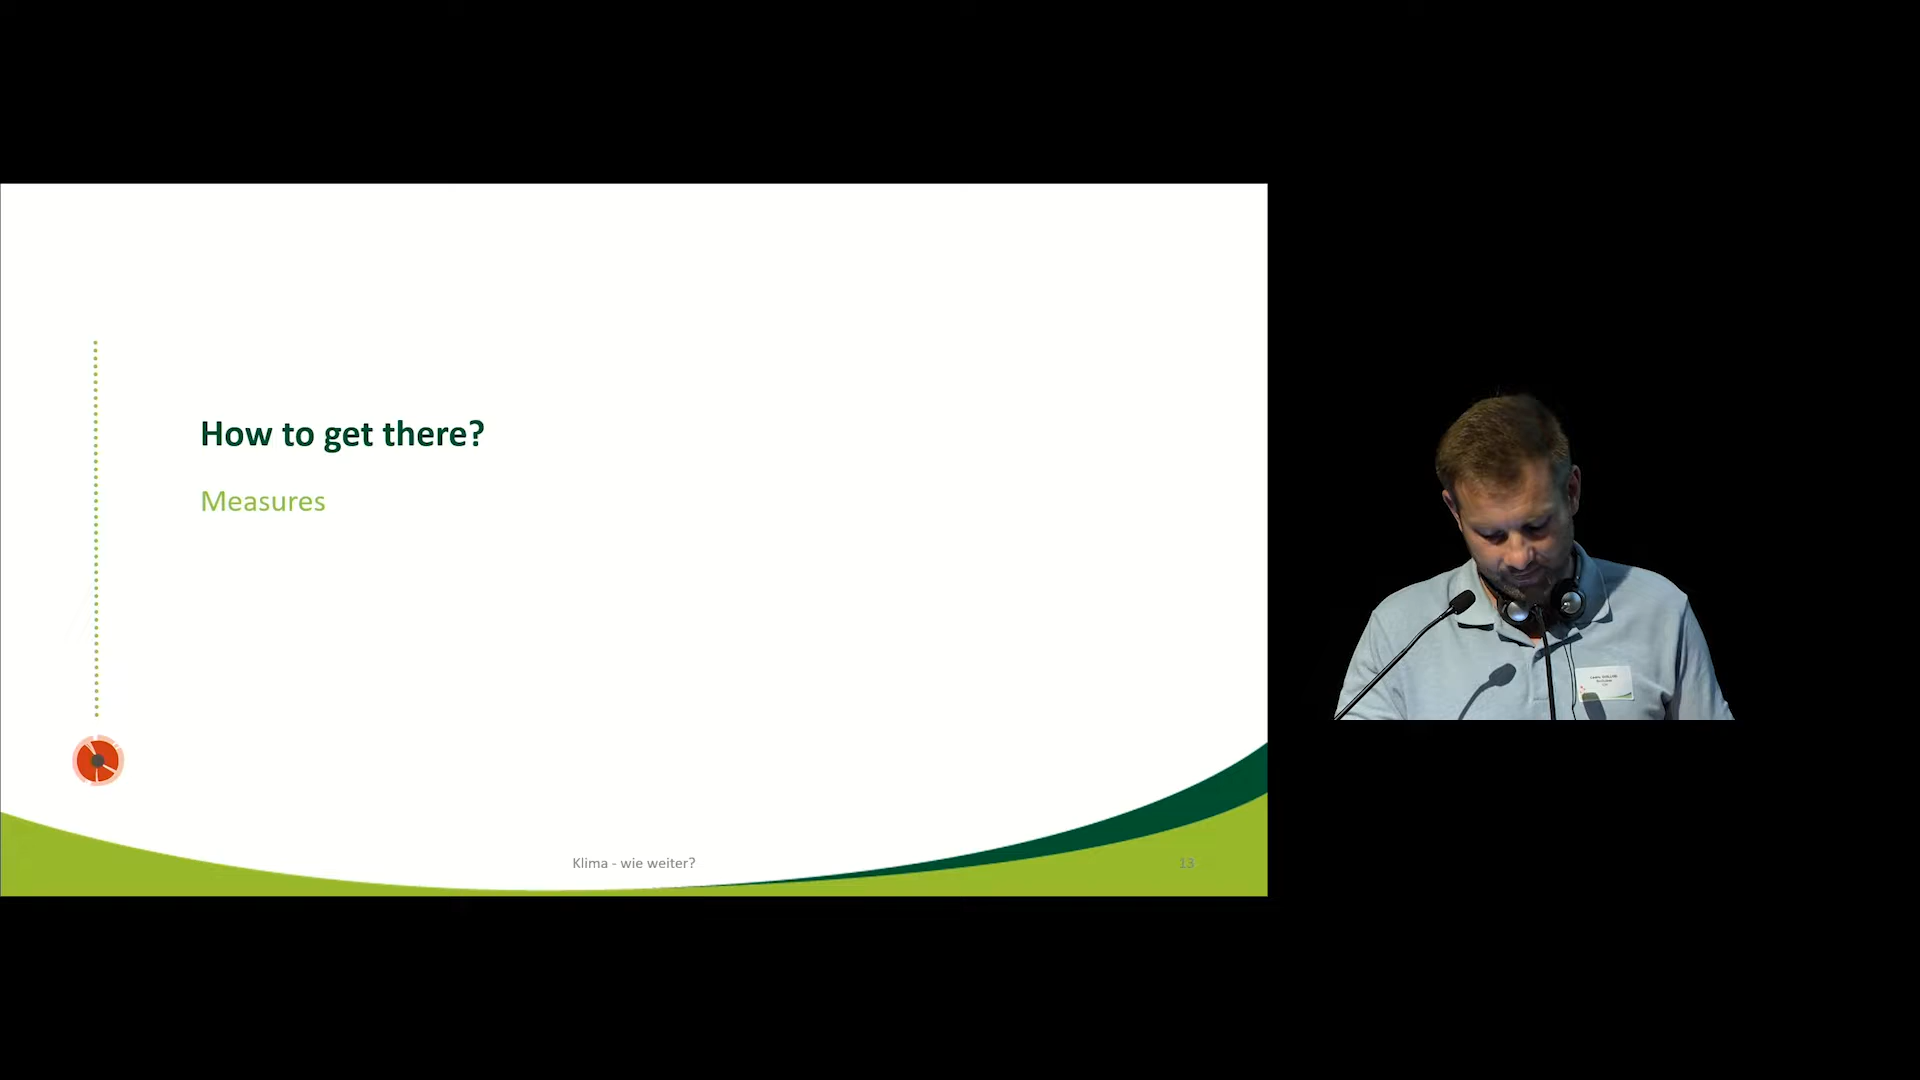 How to get there?
Measures
Klima - wie weiter?
13